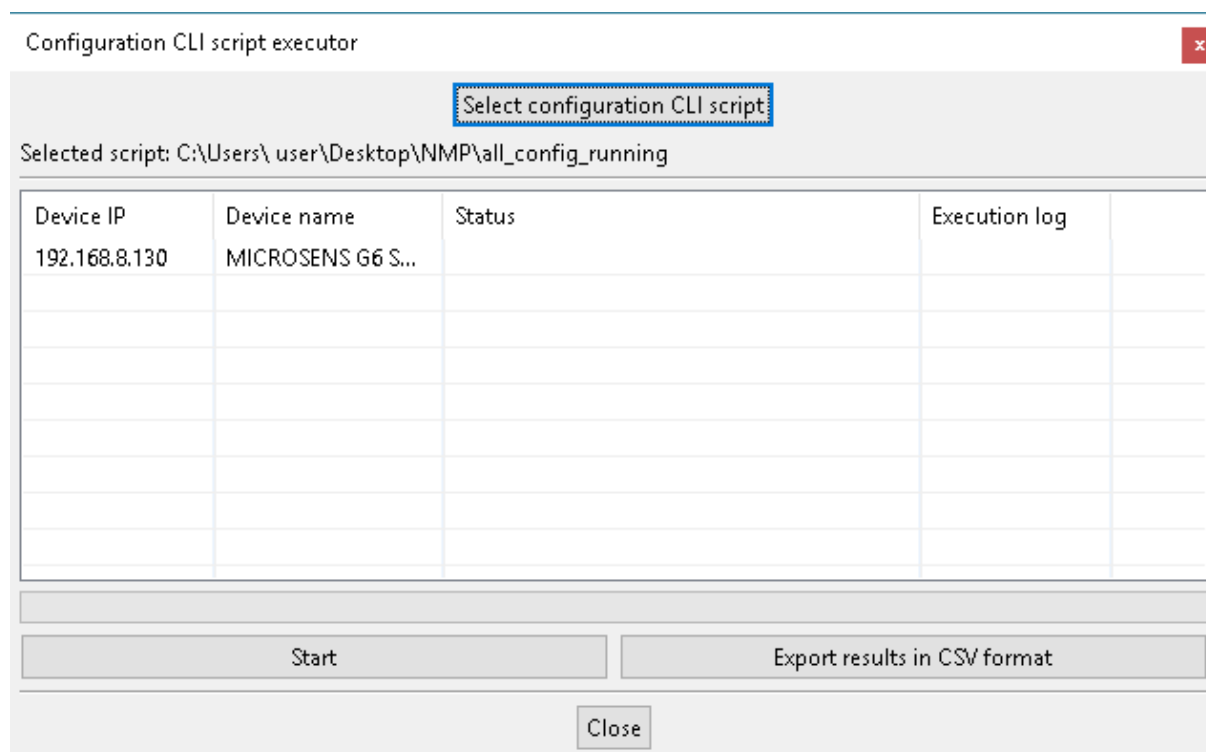 Configuration CLI script executor
x
Select configuration CLI script
Selected script: C:\Users\ user\Desktop\NMP\all_config_running
Device IP Device name Status Execution log
192.168.8.130 MICROSENS G6 S...
Start Export results in CSV format
Close